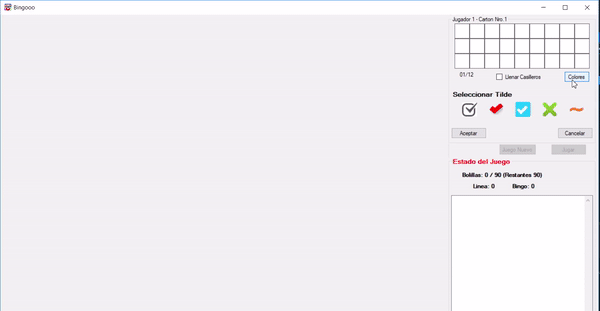 Bingooo
Jugador 1 - Carton Nro. 1
01/12
Llenar Casilleros
Colores
Seleccionar Tilde
Aceptar
Cancelar
Juego Nuevo
Jugar
Estado del Juego
Bolillas: 0 / 90 (Restantes 90)
Linea: 0
Bingo: 0